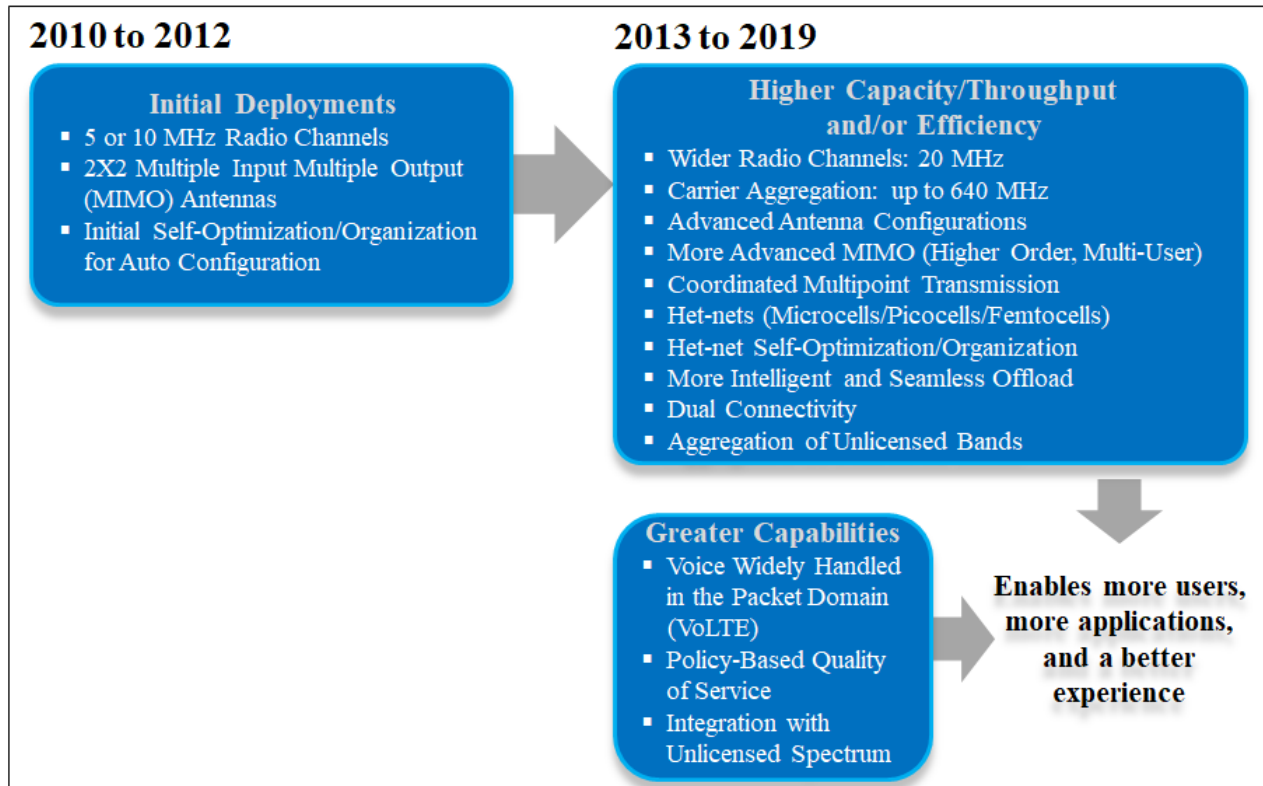 2010 to 2012
Initial Deployments
▪ 5 or 10 MHz Radio Channels
▪ 2X2 Multiple Input Multiple Output
(MIMO) Antennas
▪ Initial Self-Optimization/Organization
for Auto Configuration
2013 to 2019
Higher Capacity/Throughput
and/or Efficiency
▪ Wider Radio Channels: 20 MHz
▪ Carrier Aggregation: up to 640 MHz
▪ Advanced Antenna Configurations
▪ More Advanced MIMO (Higher Order, Multi-User)
▪ Coordinated Multipoint Transmission
▪ Het-nets (Microcells/Picocells/Femtocells)
▪ Het-net Self-Optimization/Organization
▪ More Intelligent and Seamless Offload
▪ Dual Connectivity
▪ Aggregation of Unlicensed Bands
Greater Capabilities
▪ Voice Widely Handled
in the Packet Domain
(VoLTE)
▪ Policy-Based Quality
of Service
▪ Integration with
Unlicensed Spectrum
Enables more users,
more applications,
and a better
experience